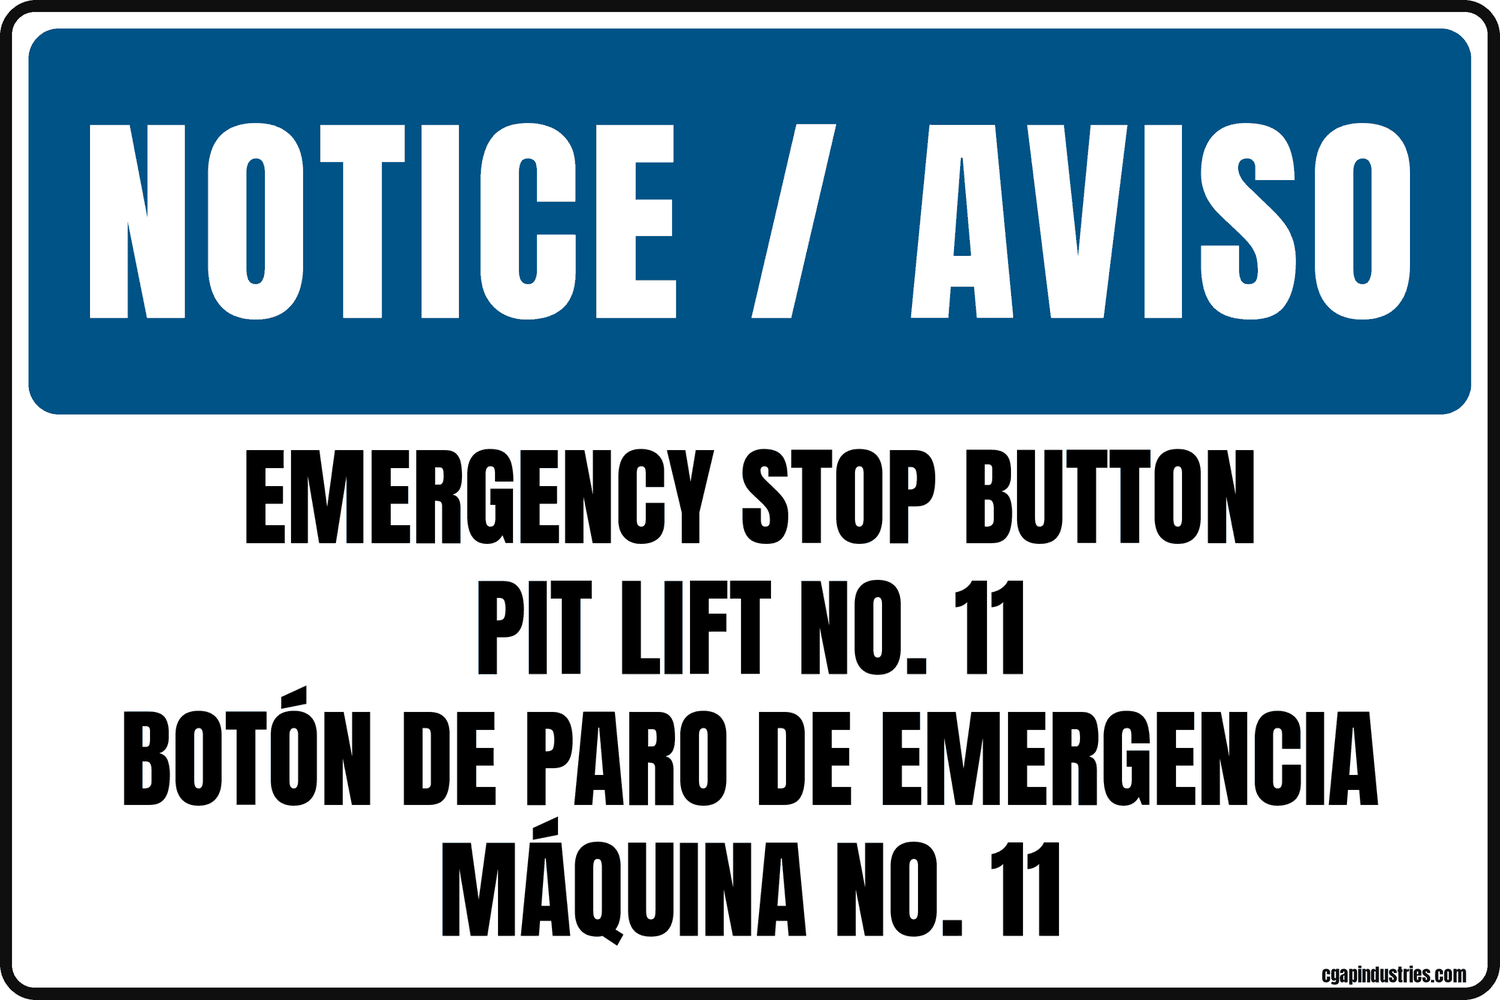 NOTICE / AVISO
EMERGENCY STOP BUTTON
PIT LIFT NO. 11
BOTÓN DE PARO DE EMERGENCIA
MÁQUINA NO. 11
cgapindustries.com